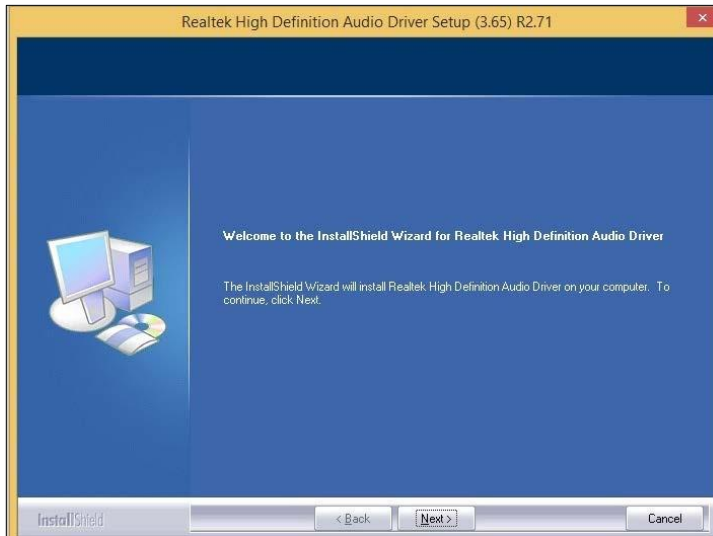 Realtek High Definition Audio Driver Setup (3.65) R2.71
Welcome to the InstallShield Wizard for Realtek High Definition Audio Driver
The InstallShield Wizard will install Realtek High Definition Audio Driver on your computer. To
continue, click Next.
InstallShield
< Back
Next >
Cancel